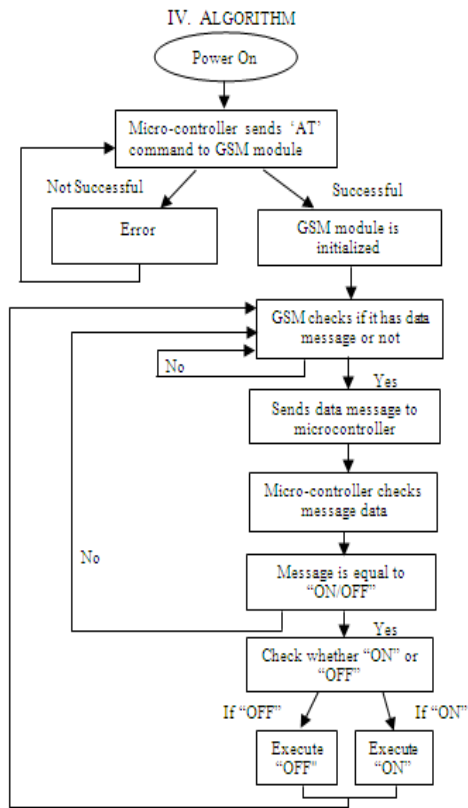 IV. ALGORITHM
Power On
Micro-controller sends ‘AT’
command to GSM module
Not Successful
Successful
Error
GSM module is
initialized
GSM checks if it has data
message or not
No
Yes
Sends data message to
microcontroller
Micro-controller checks
message data
No
Message is equal to
“ON/OFF”
Yes
Check whether “ON” or
“OFF”
If “OFF”
If “ON”
Execute
“OFF”
Execute
“ON”